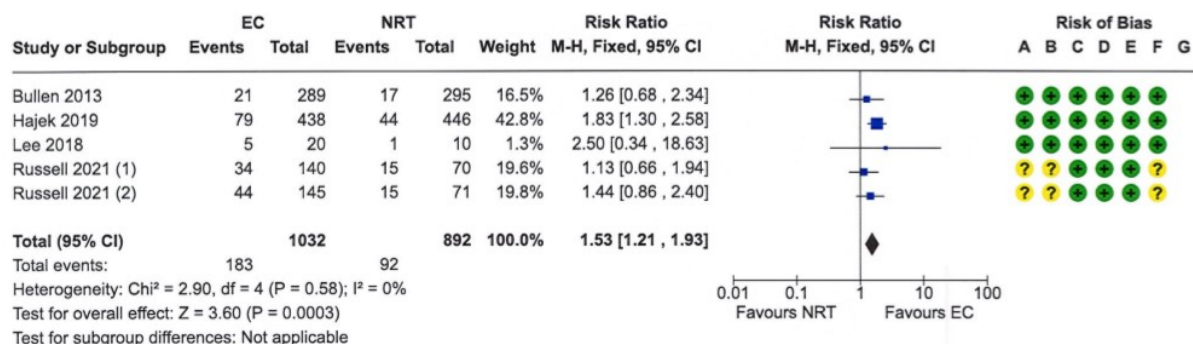 EC NRT Risk Ratio Risk Ratio Risk of Bias
Study or Subgroup Events Total Events Total Weight M-H, Fixed, 95% CI M-H, Fixed, 95% CI A B C D E F G
Bullen 2013 21 289 17 295 16.5% 1.26 [0.68 , 2.34] + + + + + +
Hajek 2019 79 438 44 446 42.8% 1.83 [1.30 , 2.58] + + + + + +
Lee 2018 5 20 1 10 1.3% 2.50 [0.34 , 18.63] + + + + + +
Russell 2021 (1) 34 140 15 70 19.6% 1.13 [0.66 , 1.94] ? ? + + + ?
Russell 2021 (2) 44 145 15 71 19.8% 1.44 [0.86 , 2.40] ? ? + + + ?
Total (95% CI) 1032 892 100.0% 1.53 [1.21 , 1.93]
Total events: 183 92
Heterogeneity: Chi² = 2.90, df = 4 (P = 0.58); I² = 0%
0.01 0.1 1 10 100
Test for overall effect: Z = 3.60 (P = 0.0003)
Favours NRT Favours EC
Test for subgroup differences: Not applicable